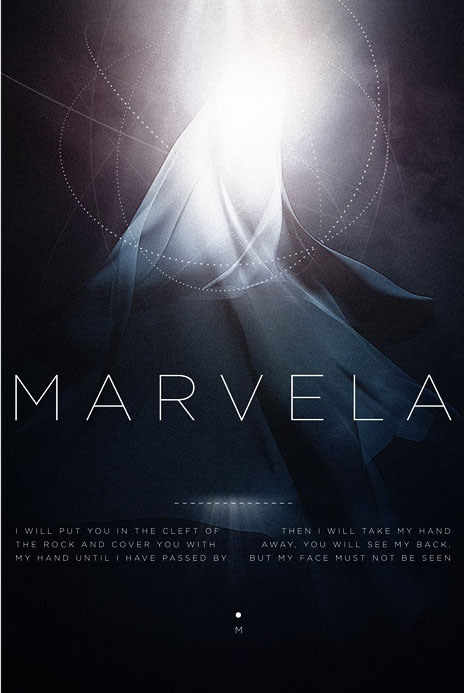 MARVELA
I WILL PUT YOU IN THE CLEFT OF
THE ROCK AND COVER YOU WITH
MY HAND UNTIL I HAVE PASSED BY.
THEN I WILL TAKE MY HAND
AWAY, YOU WILL SEE MY BACK,
BUT MY FACE MUST NOT BE SEEN
M